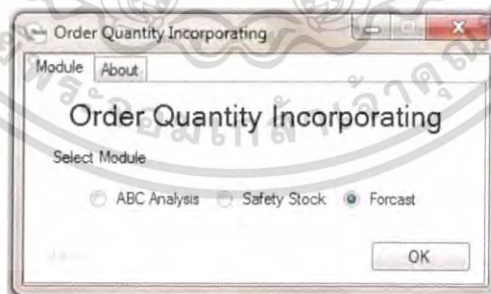 Order Quantity Incorporating
Module About
Order Quantity Incorporating
Select Module
ABC Analysis Safety Stock Forcast
OK